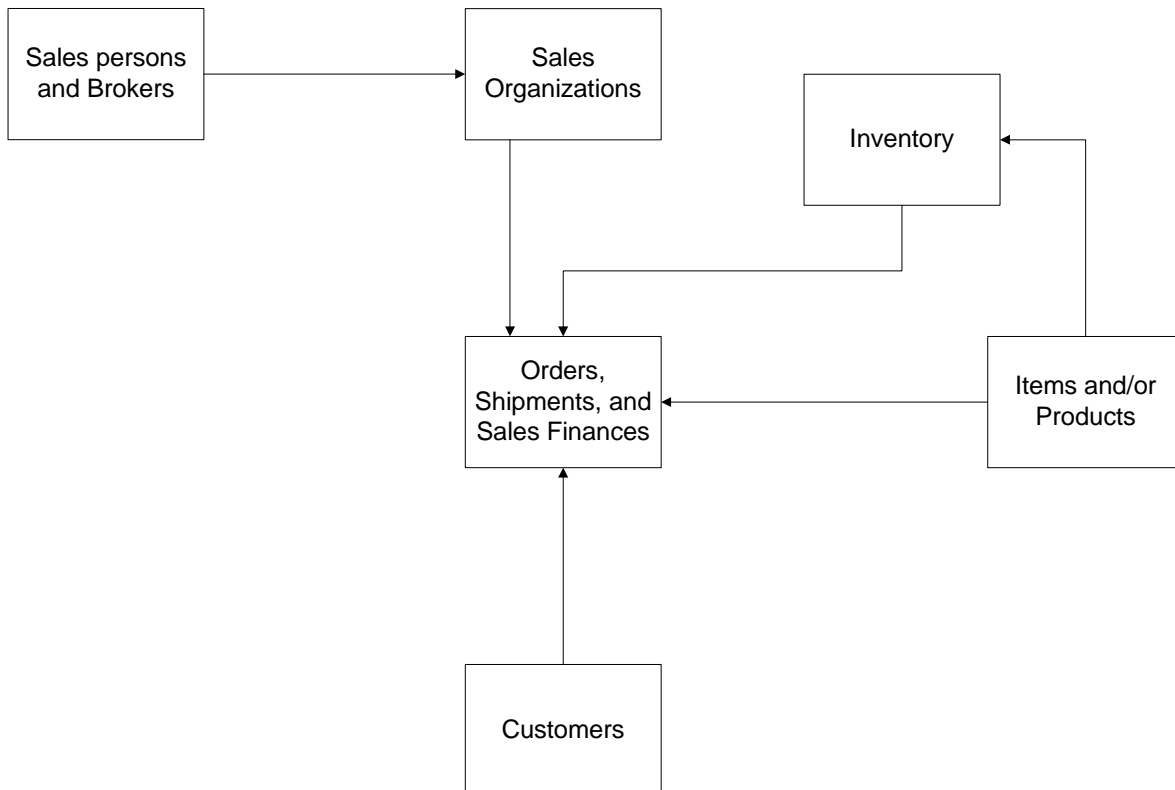 Sales persons
and Brokers
Sales
Organizations
Inventory
Orders,
Shipments, and
Sales Finances
Items and/or
Products
Customers